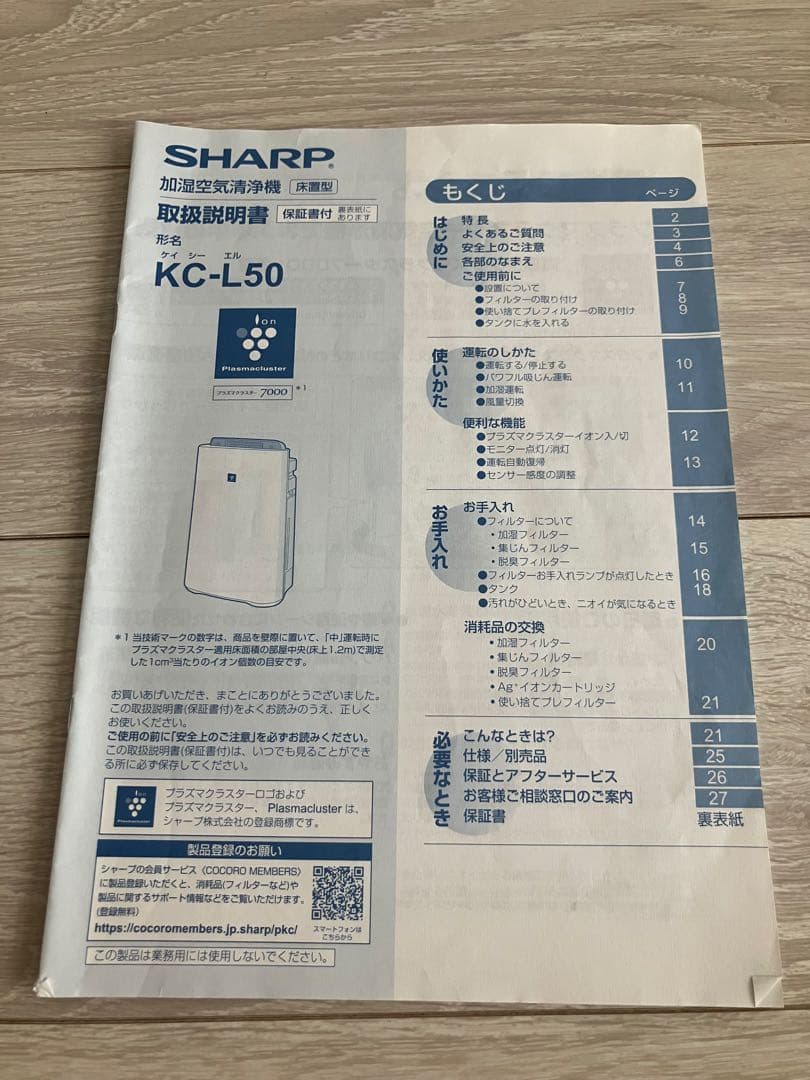 SHARP
加湿空気清浄機 床置型
取扱説明書 保証書付 裏表紙にあります
形名
ケイ シー エル
KC-L50
Ion
Plasmacluster
プラズマクラスター 7000 *1
*1 当技術マークの数字は、商品を壁際に置いて、「中」運転時に
プラズマクラスター適用床面積の部屋中央(床上1.2m)で測定
した1cm³当たりのイオン個数の目安です。
お買いあげいただき、まことにありがとうございました。
この取扱説明書(保証書付)をよくお読みのうえ、正しく
お使いください。
ご使用の前に「安全上のご注意」を必ずお読みください。
この取扱説明書(保証書付)は、いつでも見ることができ
る所に必ず保存してください。
Ion
Plasmacluster
プラズマクラスターロゴおよび
プラズマクラスター、Plasmacluster は、
シャープ株式会社の登録商標です。
製品登録のお願い
シャープの会員サービス〈COCORO MEMBERS〉
に製品登録いただくと、消耗品(フィルターなど)や
製品に関するサポート情報などをご覧いただけます。
(登録無料)
https://cocoromembers.jp.sharp/pkc/
スマートフォンは
こちらから
この製品は業務用には使用しないでください。
もくじ ページ
はじめに
特長 2
よくあるご質問 3
安全上のご注意 4
各部のなまえ 6
ご使用前に
●設置について 7
●フィルターの取り付け 8
●使い捨てプレフィルターの取り付け 9
●タンクに水を入れる
使いかた
運転のしかた
●運転する/停止する 10
●パワフル吸じん運転
●加湿運転 11
●風量切換
便利な機能
●プラズマクラスターイオン入/切 12
●モニター点灯/消灯
●運転自動復帰 13
●センサー感度の調整
お手入れ
お手入れ
●フィルターについて 14
・加湿フィルター
・集じんフィルター 15
・脱臭フィルター
●フィルターお手入れランプが点灯したとき 16
●タンク 18
●汚れがひどいとき、ニオイが気になるとき
消耗品の交換
・加湿フィルター 20
・集じんフィルター
・脱臭フィルター
・Ag⁺イオンカートリッジ
・使い捨てプレフィルター 21
必要なとき
こんなときは? 21
仕様／別売品 25
保証とアフターサービス 26
お客様ご相談窓口のご案内 27
保証書 裏表紙